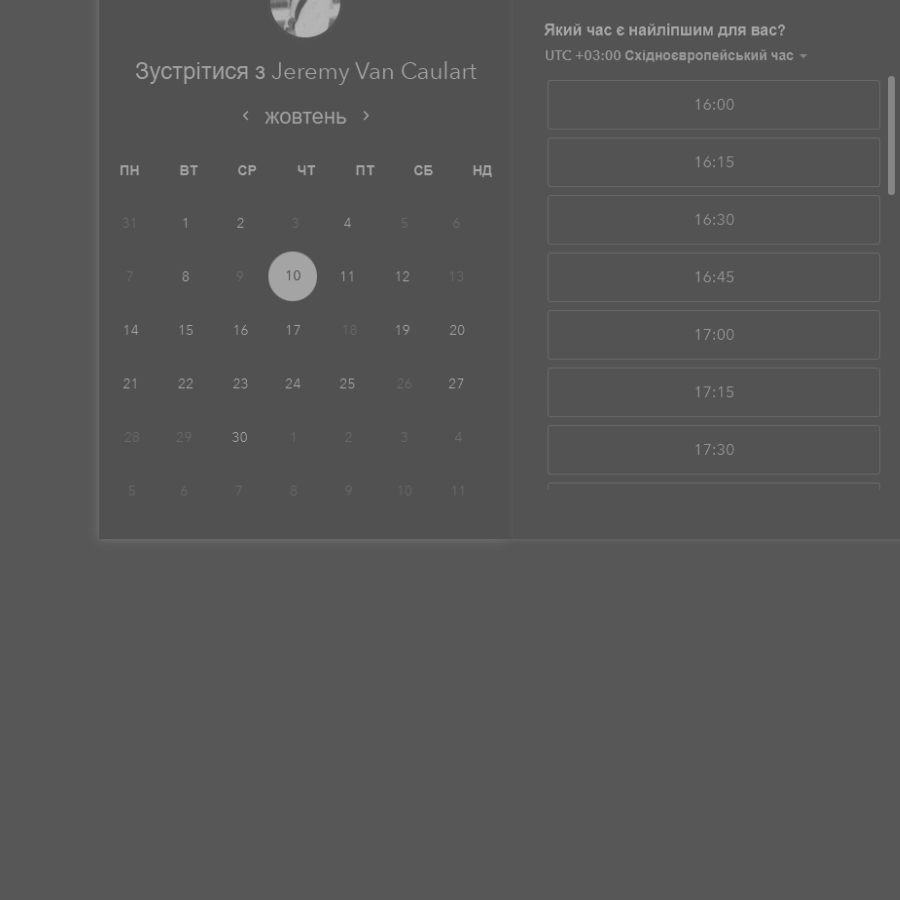 Зустрітися з Jeremy Van Caulart
жовтень
ПН ВТ СР ЧТ ПТ СБ НД
31 1 2 3 4 5 6
7 8 9 10 11 12 13
14 15 16 17 18 19 20
21 22 23 24 25 26 27
28 29 30 1 2 3 4
5 6 7 8 9 10 11
Який час є найліпшим для вас?
UTC +03:00 Східноєвропейський час
16:00
16:15
16:30
16:45
17:00
17:15
17:30